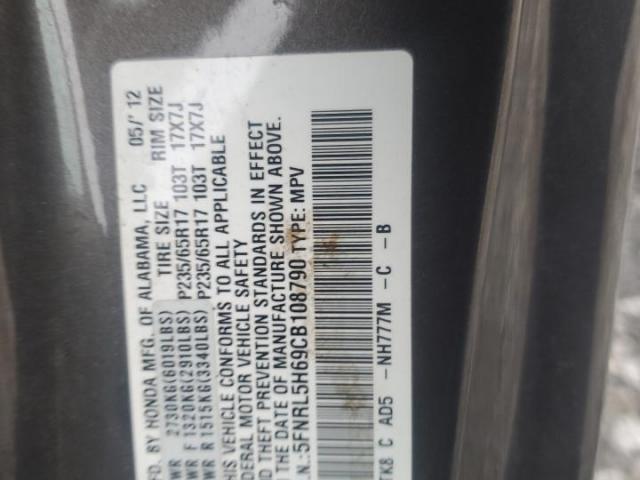 FD. BY HONDA MFG. OF ALABAMA, LLC 05/' 12
TIRE SIZE RIM SIZE
WR 2730KG(6019LBS)
WR F 1320KG(2910LBS) P235/65R17 103T 17X7J
WR R 1515KG(3340LBS) P235/65R17 103T 17X7J
HIS VEHICLE CONFORMS TO ALL APPLICABLE
DERAL MOTOR VEHICLE SAFETY
ND THEFT PREVENTION STANDARDS IN EFFECT
N THE DATE OF MANUFACTURE SHOWN ABOVE.
.N.:5FNRL5H69CB108790 TYPE: MPV
TK8 C AD5 -NH777M -C -B